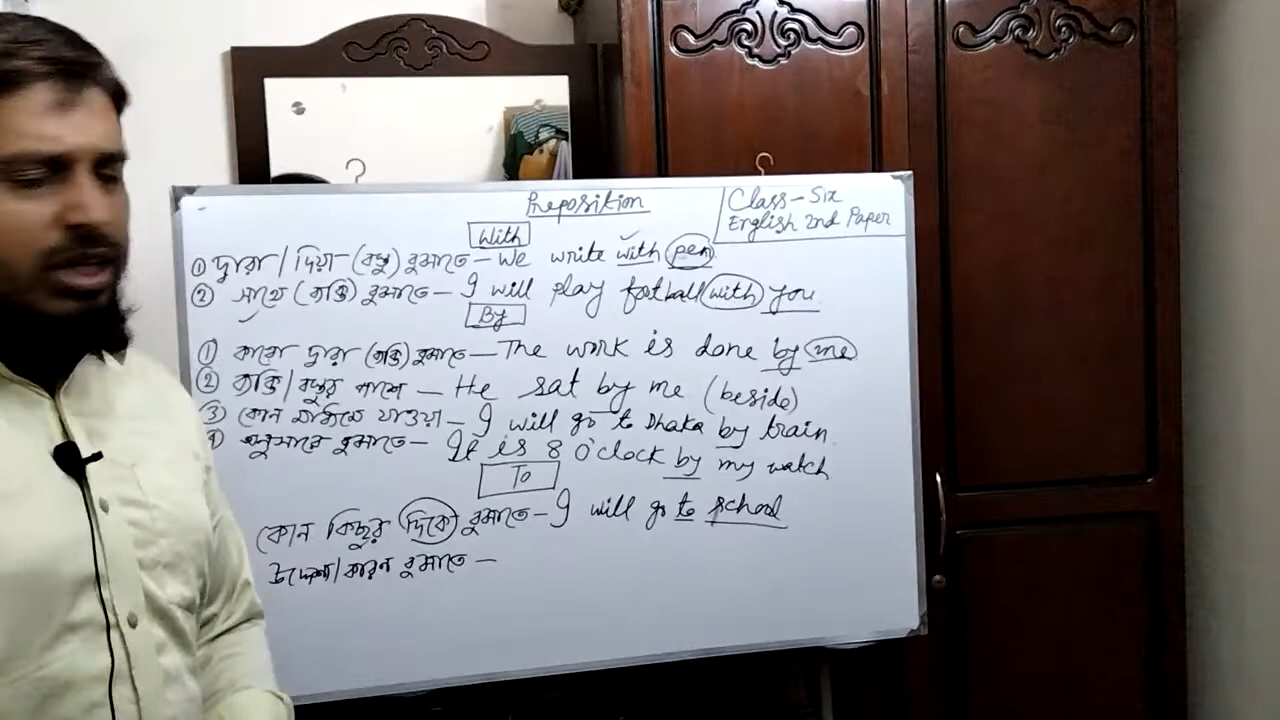 Preposition
Class-Six
English 2nd Paper
With
① দ্বারা / দিয়া - (বস্তু) বুঝাতে - We write with pen
② সাথে (ব্যক্তি) বুঝাতে - I will play football with you
By
① কারো দ্বারা (ব্যক্তি) বুঝাতে - The work is done by me
② ব্যক্তি / বস্তুর পাশে - He sat by me (beside)
③ কোন যানে যাওয়া - I will go to Dhaka by train
৪ অনুসারে বুঝাতে - It is 8 O'clock by my watch
To
কোন কিছুর দিকে বুঝাতে - I will go to school
উদ্দেশ্য / কারন বুঝাতে -